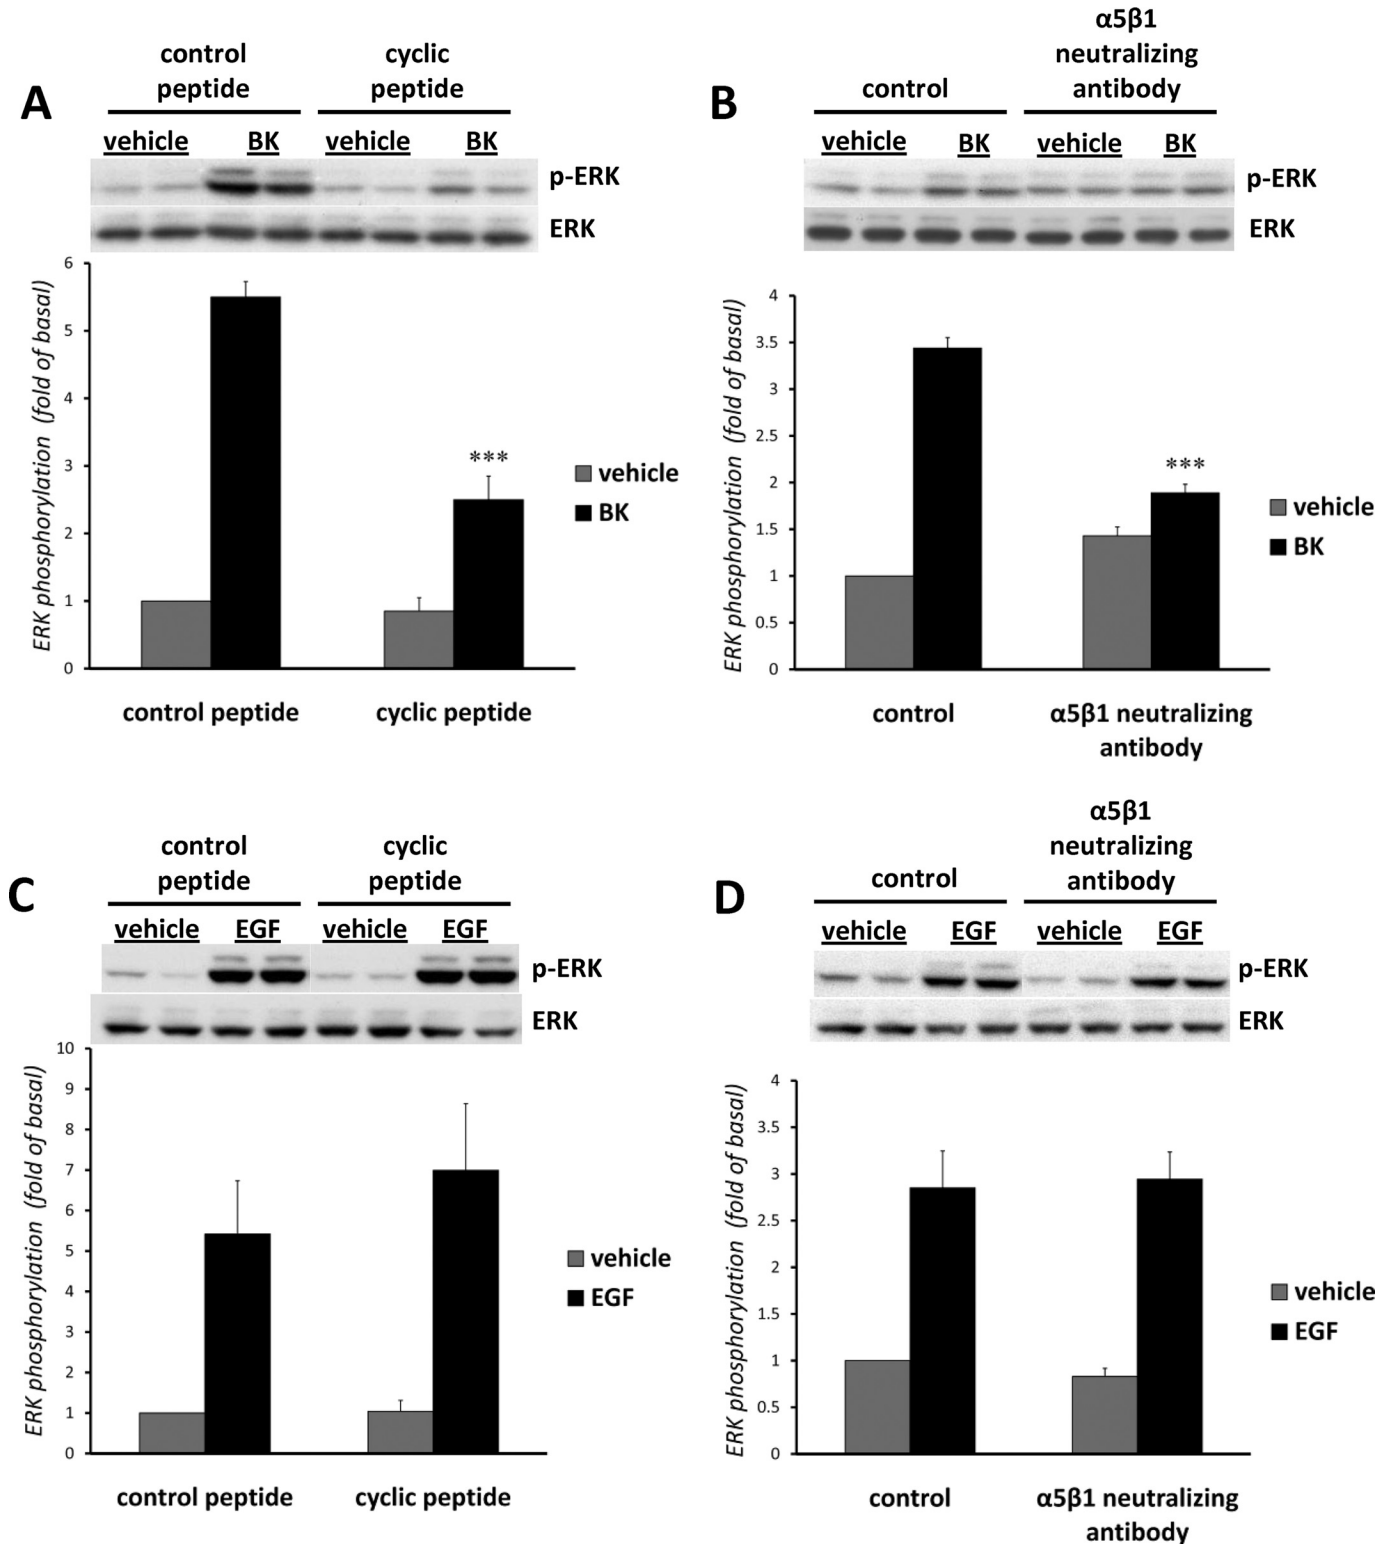 A
control
peptide
cyclic
peptide
vehicle BK vehicle BK
p-ERK
ERK
ERK phosphorylation (fold of basal)
6
5
4
3
2
1
0
***
vehicle
BK
control peptide
cyclic peptide
B
control
α5β1
neutralizing
antibody
vehicle BK vehicle BK
p-ERK
ERK
ERK phosphorylation (fold of basal)
4
3.5
3
2.5
2
1.5
1
0.5
0
***
vehicle
BK
control
α5β1 neutralizing
antibody
C
control
peptide
cyclic
peptide
vehicle EGF vehicle EGF
p-ERK
ERK
ERK phosphorylation (fold of basal)
10
9
8
7
6
5
4
3
2
1
0
vehicle
EGF
control peptide
cyclic peptide
D
control
α5β1
neutralizing
antibody
vehicle EGF vehicle EGF
p-ERK
ERK
ERK phosphorylation (fold of basal)
4
3.5
3
2.5
2
1.5
1
0.5
0
vehicle
EGF
control
α5β1 neutralizing
antibody